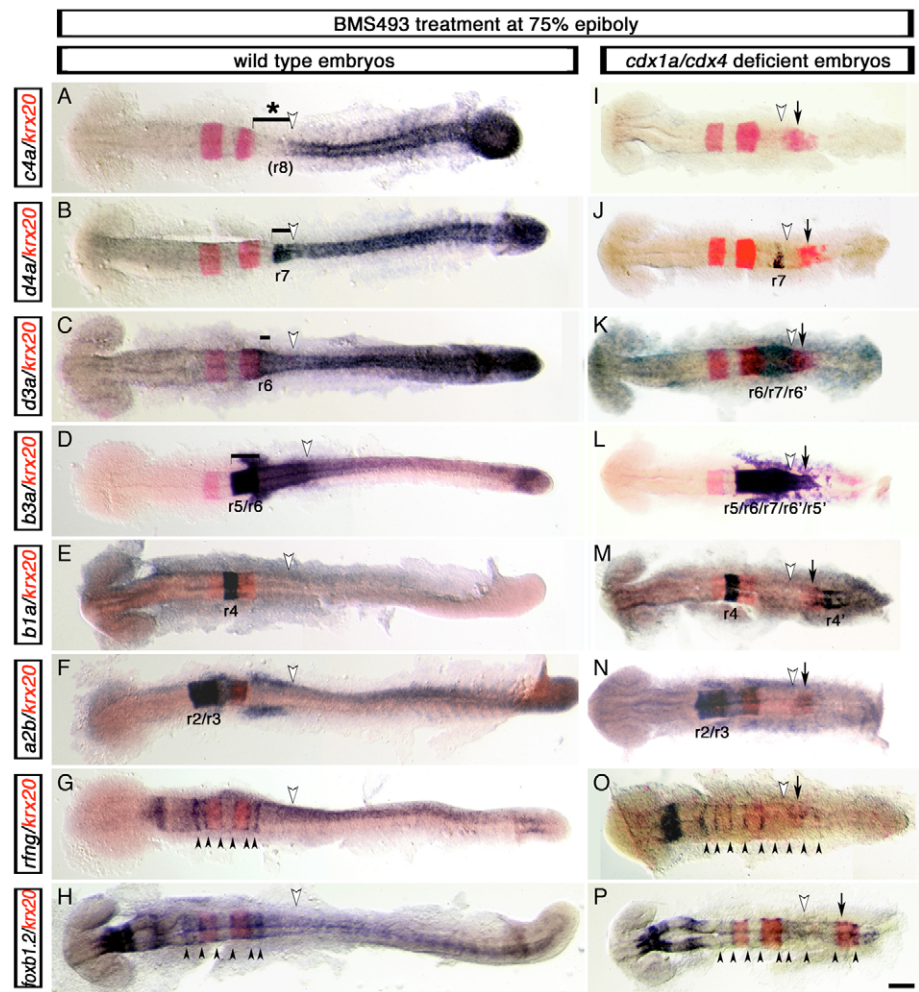 BMS493 treatment at 75% epiboly
wild type embryos
cdx1a/cdx4 deficient embryos
c4a/krx20
A
*
(r8)
I
d4a/krx20
B
r7
J
r7
d3a/krx20
C
r6
K
r6/r7/r6'
b3a/krx20
D
r5/r6
L
r5/r6/r7/r6'/r5'
b1a/krx20
E
r4
M
r4
r4'
a2b/krx20
F
r2/r3
N
r2/r3
rfng/krx20
G
O
foxb1.2/krx20
H
P